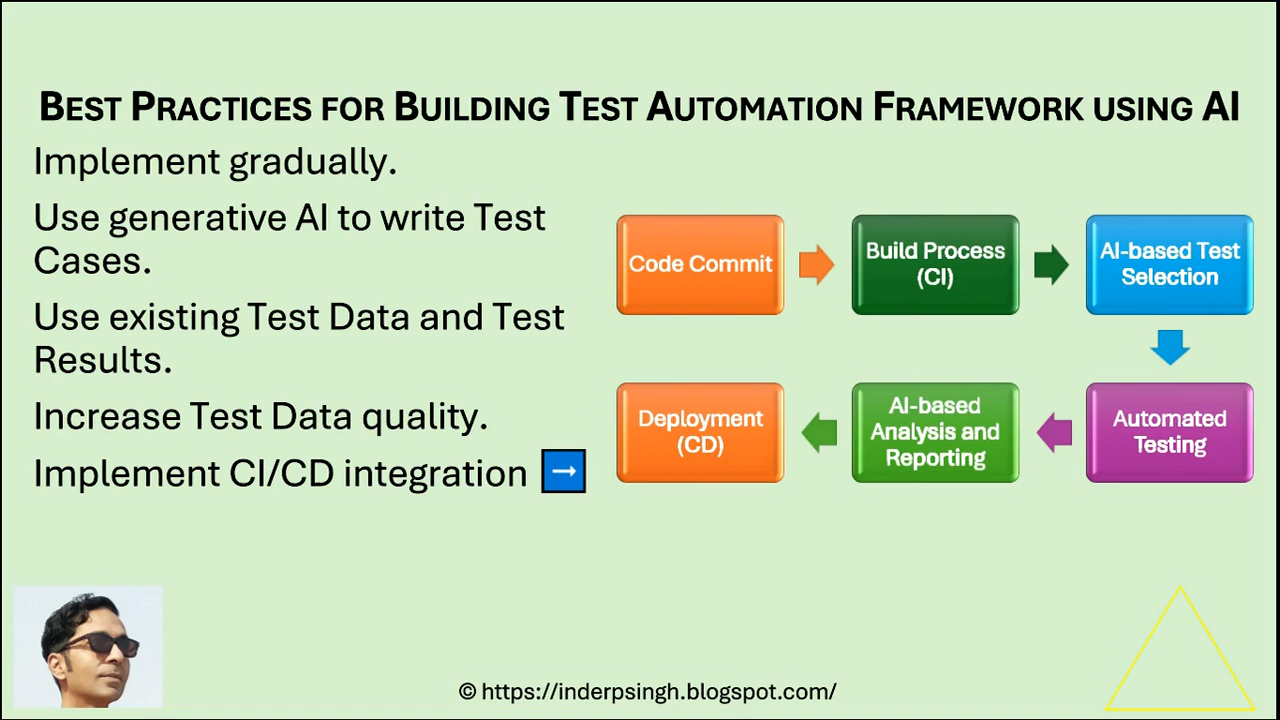 BEST PRACTICES FOR BUILDING TEST AUTOMATION FRAMEWORK USING AI
Implement gradually.
Use generative AI to write Test
Cases.
Use existing Test Data and Test
Results.
Increase Test Data quality.
Implement CI/CD integration ➡
Code Commit
Build Process
(CI)
AI-based Test
Selection
Automated
Testing
AI-based
Analysis and
Reporting
Deployment
(CD)
© https://inderpsingh.blogspot.com/